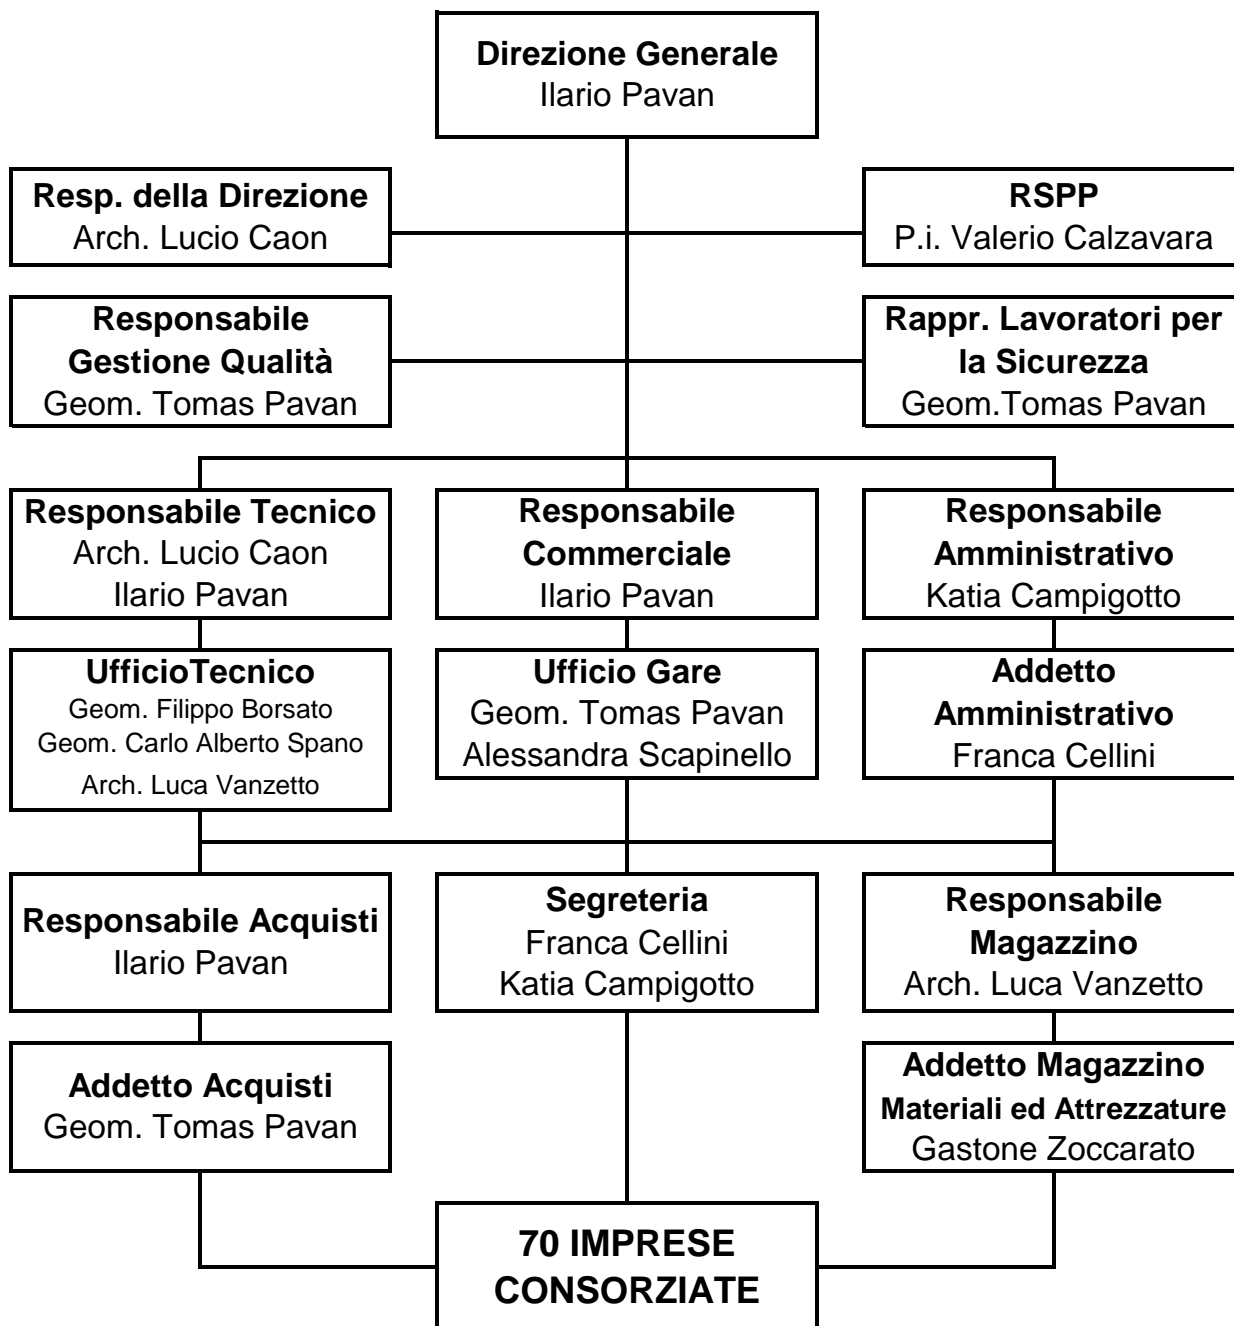 Direzione Generale
Ilario Pavan
Resp. della Direzione
Arch. Lucio Caon
RSPP
P.i. Valerio Calzavara
Responsabile
Gestione Qualità
Geom. Tomas Pavan
Rappr. Lavoratori per
la Sicurezza
Geom.Tomas Pavan
Responsabile Tecnico
Arch. Lucio Caon
Ilario Pavan
Responsabile
Commerciale
Ilario Pavan
Responsabile
Amministrativo
Katia Campigotto
UfficioTecnico
Geom. Filippo Borsato
Geom. Carlo Alberto Spano
Arch. Luca Vanzetto
Ufficio Gare
Geom. Tomas Pavan
Alessandra Scapinello
Addetto
Amministrativo
Franca Cellini
Responsabile Acquisti
Ilario Pavan
Segreteria
Franca Cellini
Katia Campigotto
Responsabile
Magazzino
Arch. Luca Vanzetto
Addetto Acquisti
Geom. Tomas Pavan
Addetto Magazzino
Materiali ed Attrezzature
Gastone Zoccarato
70 IMPRESE
CONSORZIATE